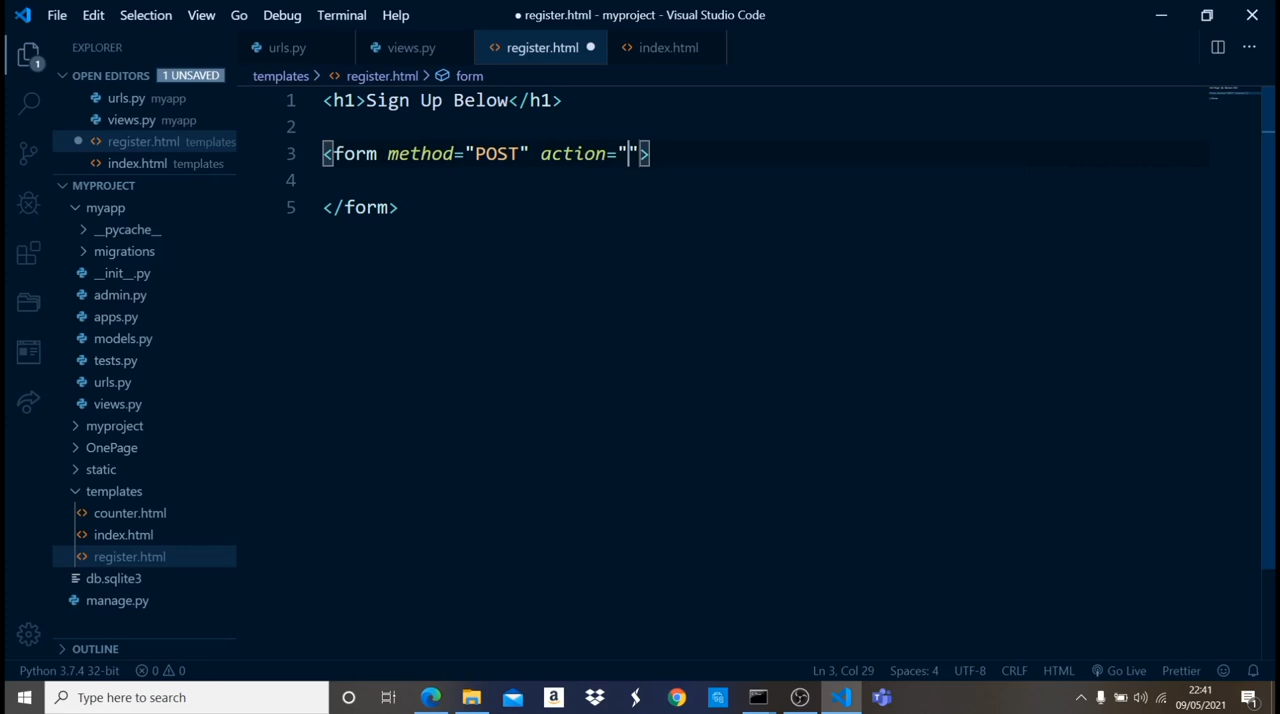 File Edit Selection View Go Debug Terminal Help
● register.html - myproject - Visual Studio Code
EXPLORER
OPEN EDITORS 1 UNSAVED
urls.py myapp
views.py myapp
register.html templates
index.html templates
MYPROJECT
myapp
__pycache__
migrations
__init__.py
admin.py
apps.py
models.py
tests.py
urls.py
views.py
myproject
OnePage
static
templates
counter.html
index.html
register.html
db.sqlite3
manage.py
OUTLINE
1
urls.py views.py register.html index.html
templates > register.html > form
1 <h1>Sign Up Below</h1>
2
3 <form method="POST" action="">
4
5 </form>
Python 3.7.4 32-bit 0 0 Ln 3, Col 29 Spaces: 4 UTF-8 CRLF HTML Go Live Prettier
Type here to search
22:41
09/05/2021
1